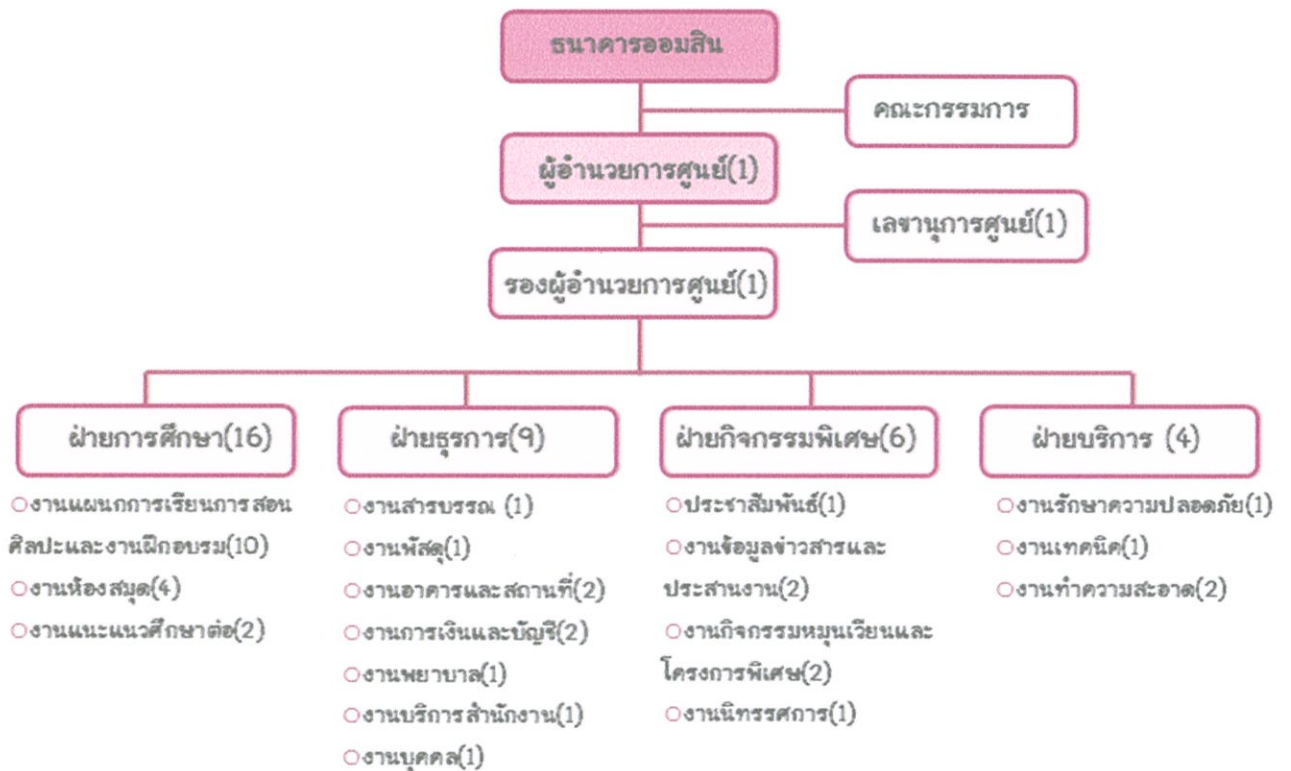 ธนาคารออมสิน
คณะกรรมการ
ผู้อำนวยการศูนย์(1)
เลขานุการศูนย์(1)
รองผู้อำนวยการศูนย์(1)
ฝ่ายการศึกษา(16)
○งานแผนกการเรียนการสอน
ศิลปะและงานฝึกอบรม(10)
○งานห้องสมุด(4)
○งานแนะแนวศึกษาต่อ(2)
ฝ่ายธุรการ(9)
○งานสารบรรณ (1)
○งานพัสดุ(1)
○งานอาคารและสถานที่(2)
○งานการเงินและบัญชี(2)
○งานพยาบาล(1)
○งานบริการสำนักงาน(1)
○งานบุคคล(1)
ฝ่ายกิจกรรมพิเศษ(6)
○ประชาสัมพันธ์(1)
○งานข้อมูลข่าวสารและ
ประสานงาน(2)
○งานกิจกรรมหมุนเวียนและ
โครงการพิเศษ(2)
○งานนิทรรศการ(1)
ฝ่ายบริการ (4)
○งานรักษาความปลอดภัย(1)
○งานเทคนิค(1)
○งานทำความสะอาด(2)